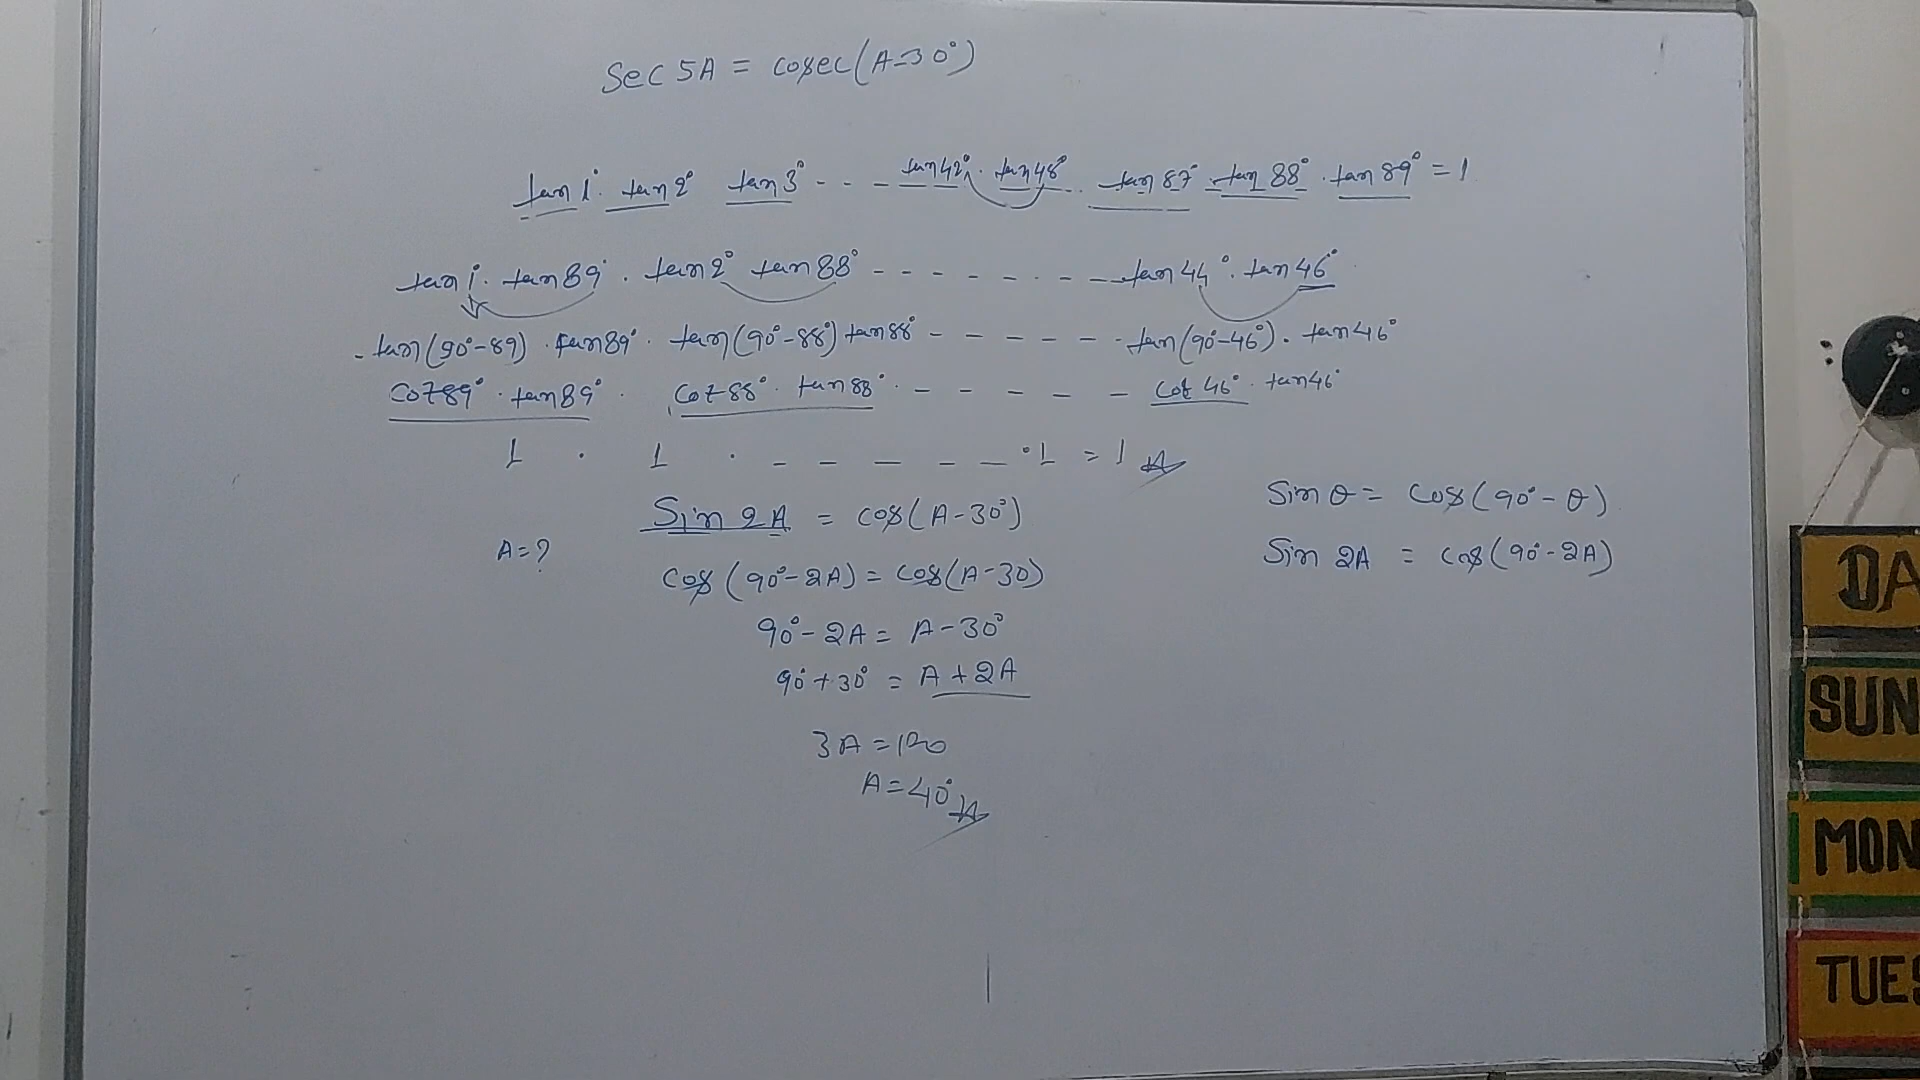 Sec 5A = cosec(A-30°)
tan 1°. tan 2° tan 3° - - - tan 42°. tan 48° . tan 87° . tan 88° . tan 89° = 1
tan 1°. tan 89° . tan 2° tan 88° - - - - - - - - tan 44°. tan 46°
tan(90°-89) . tan 89° . tan(90°-88°) tan 88° - - - - - - tan(90°-46°). tan 46°
cot 89° . tan 89° . cot 88° . tan 88° . - - - - - cot 46° . tan 46°
1 . 1 . - - - - - . 1 = 1
Sin 2A = cos(A-30°)
A = ?
cos(90°-2A) = cos(A-30)
90° - 2A = A - 30°
90° + 30° = A + 2A
3A = 120
A = 40°
Sin θ = cos(90° - θ)
Sin 2A = cos(90° - 2A)
DA
SUN
MON
TUES